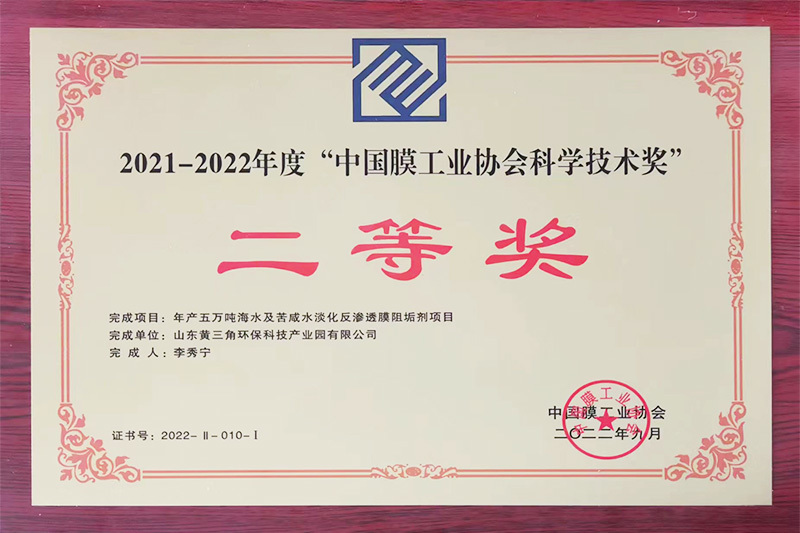 2021-2022年度“中国膜工业协会科学技术奖”
二等奖
完成项目：年产五万吨海水及苦咸水淡化反渗透膜阻垢剂项目
完成单位：山东黄三角环保科技产业园有限公司
完 成 人：李秀宁
中国膜工业协会
二〇二二年九月
证书号：2022-Ⅱ-010-Ⅰ